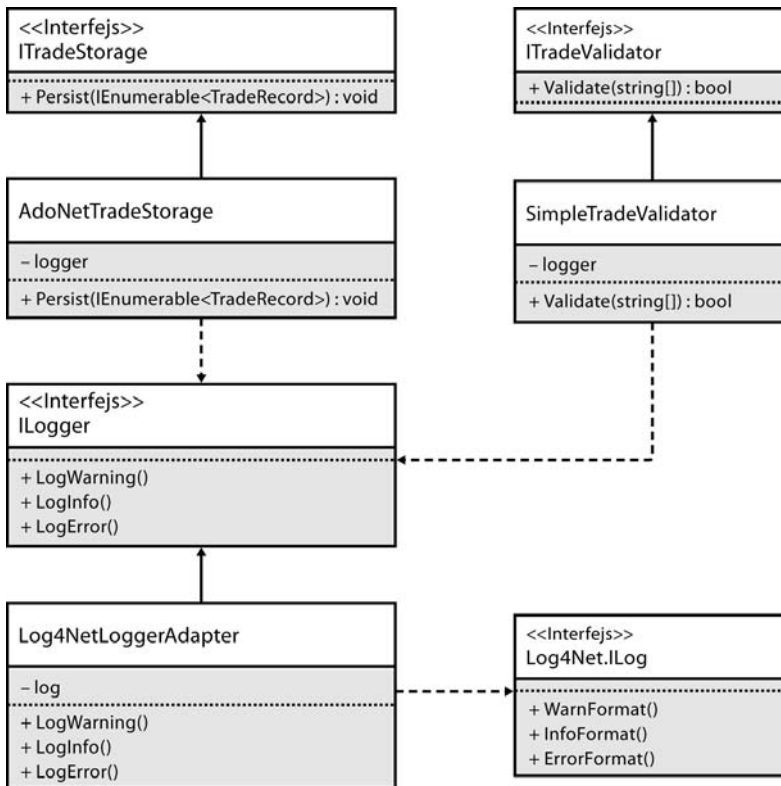 <<Interfejs>>
ITradeStorage
+ Persist(IEnumerable<TradeRecord>) : void
<<Interfejs>>
ITradeValidator
+ Validate(string[]) : bool
AdoNetTradeStorage
– logger
+ Persist(IEnumerable<TradeRecord>) : void
SimpleTradeValidator
– logger
+ Validate(string[]) : bool
<<Interfejs>>
ILogger
+ LogWarning()
+ LogInfo()
+ LogError()
Log4NetLoggerAdapter
– log
+ LogWarning()
+ LogInfo()
+ LogError()
<<Interfejs>>
Log4Net.ILog
+ WarnFormat()
+ InfoFormat()
+ ErrorFormat()